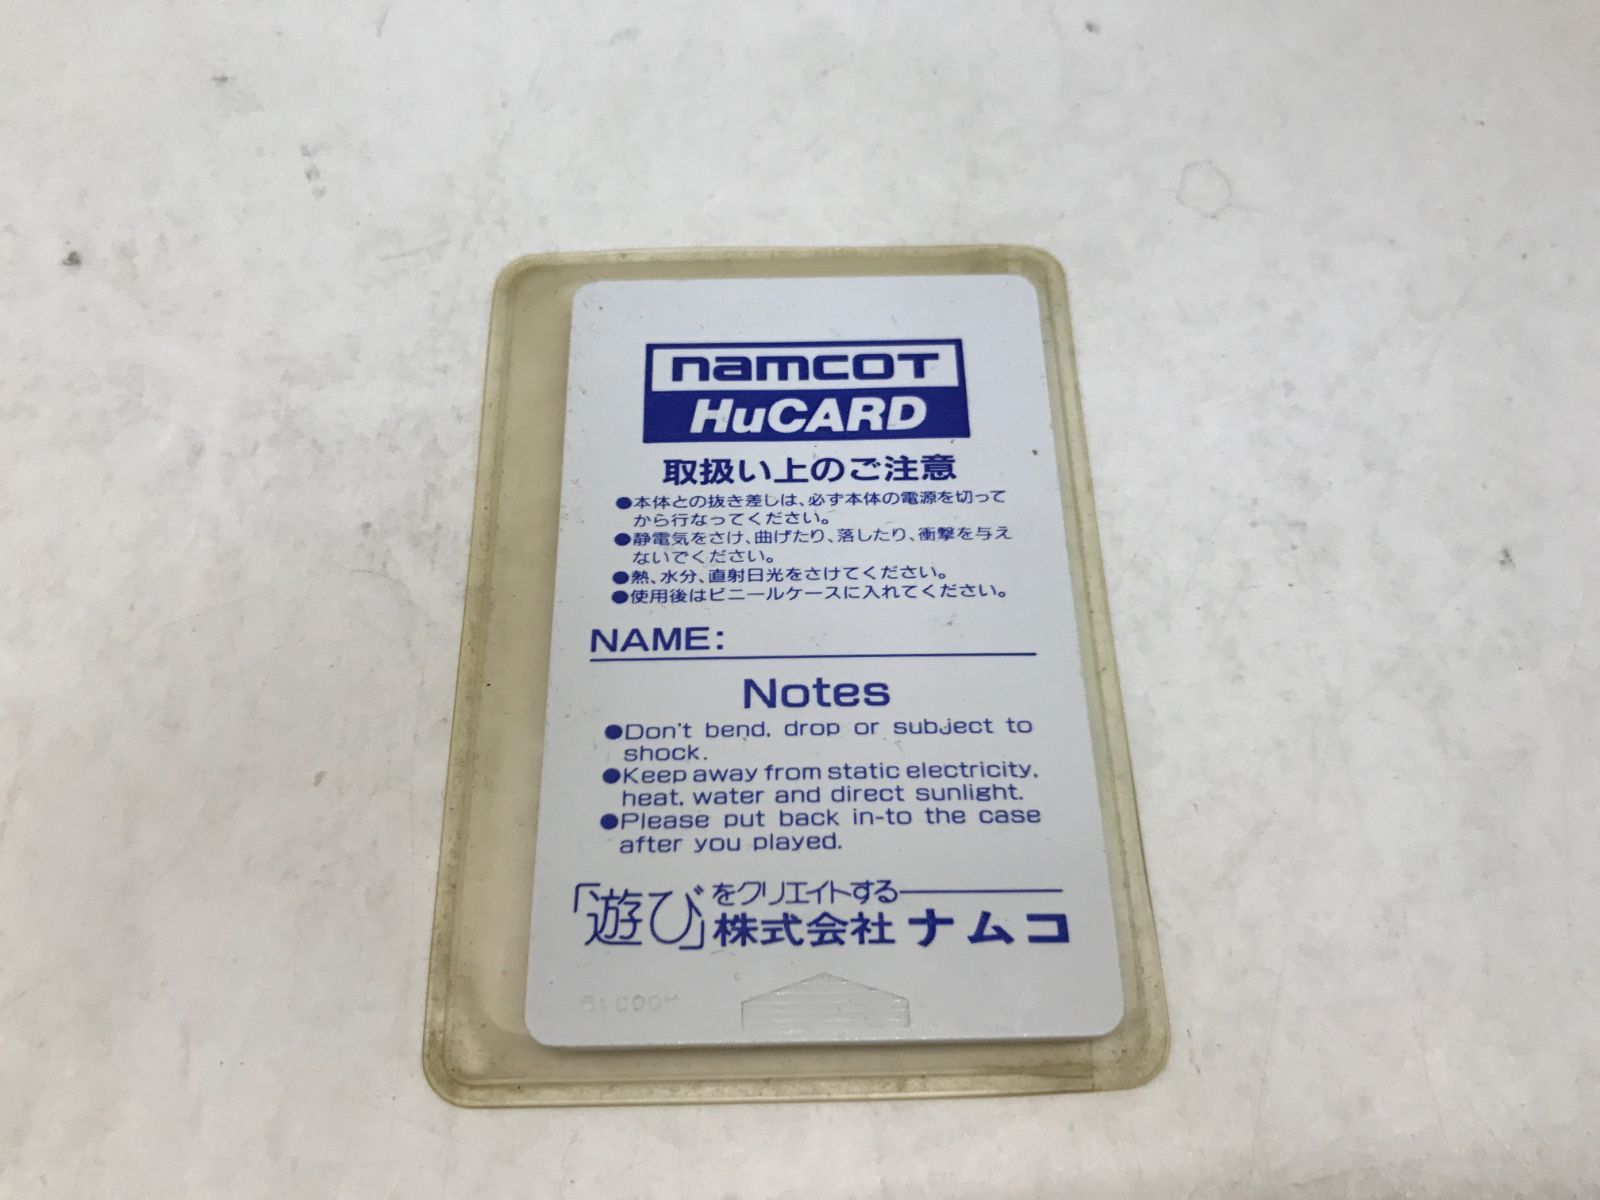 namcoT
HuCARD
取扱い上のご注意
●本体との抜き差しは、必ず本体の電源を切って
から行なってください。
●静電気をさけ、曲げたり、落したり、衝撃を与え
ないでください。
●熱、水分、直射日光をさけてください。
●使用後はビニールケースに入れてください。
NAME:
Notes
●Don't bend, drop or subject to
shock.
●Keep away from static electricity,
heat, water and direct sunlight.
●Please put back in-to the case
after you played.
「遊び」をクリエイトする
株式会社 ナムコ